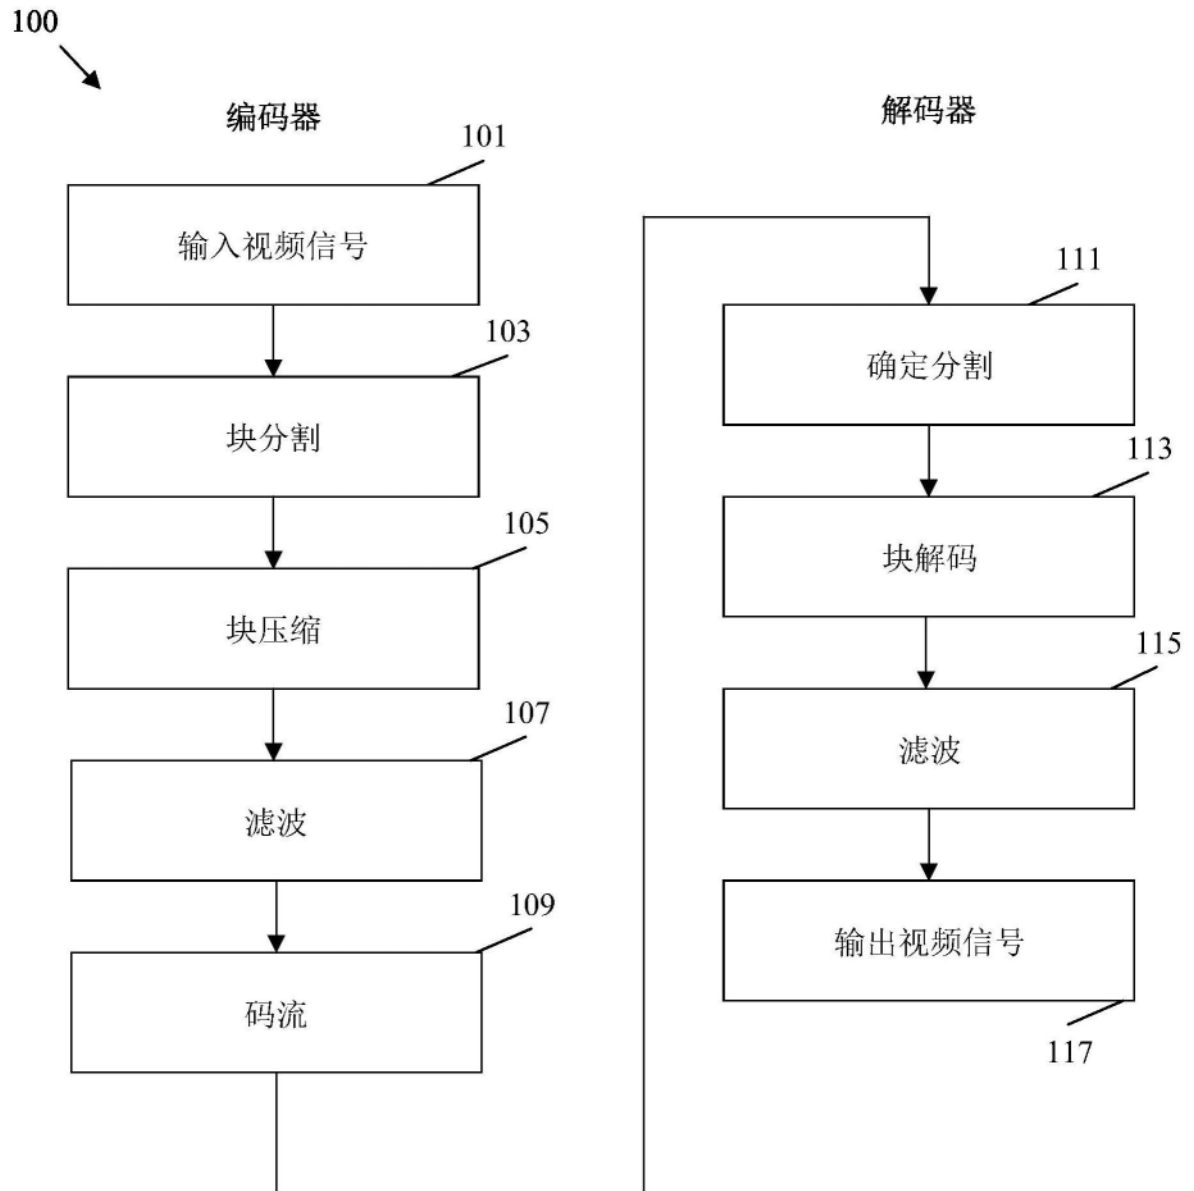 100
编码器
101
输入视频信号
103
块分割
105
块压缩
107
滤波
109
码流
解码器
111
确定分割
113
块解码
115
滤波
输出视频信号
117